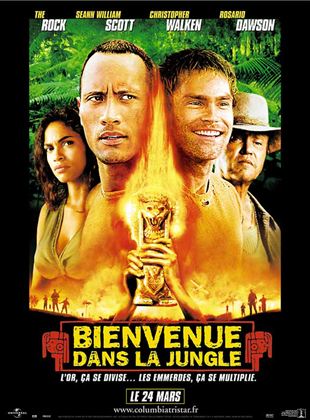 THE ROCK
SEANN WILLIAM SCOTT
CHRISTOPHER WALKEN
ROSARIO DAWSON
BIENVENUE
DANS LA JUNGLE
L'OR, ÇA SE DIVISE... LES EMMERDES, ÇA SE MULTIPLIE.
LE 24 MARS
www.columbiatristar.fr